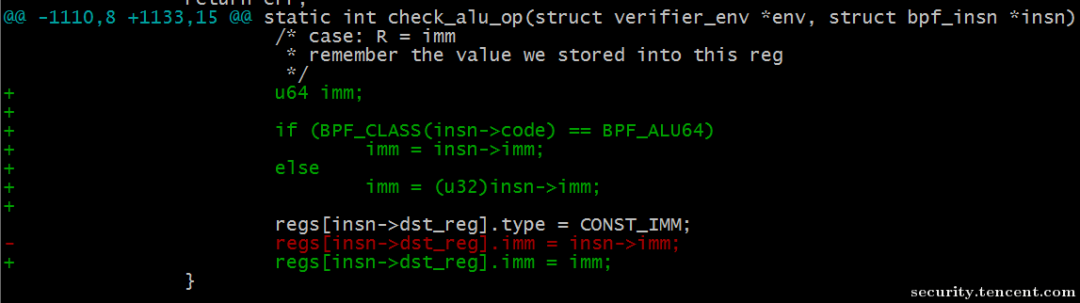 return err;
@@ -1110,8 +1133,15 @@ static int check_alu_op(struct verifier_env *env, struct bpf_insn *insn)
/* case: R = imm
* remember the value we stored into this reg
*/
+ u64 imm;
+
+ if (BPF_CLASS(insn->code) == BPF_ALU64)
+ imm = insn->imm;
+ else
+ imm = (u32)insn->imm;
+
regs[insn->dst_reg].type = CONST_IMM;
- regs[insn->dst_reg].imm = insn->imm;
+ regs[insn->dst_reg].imm = imm;
}
security.tencent.com